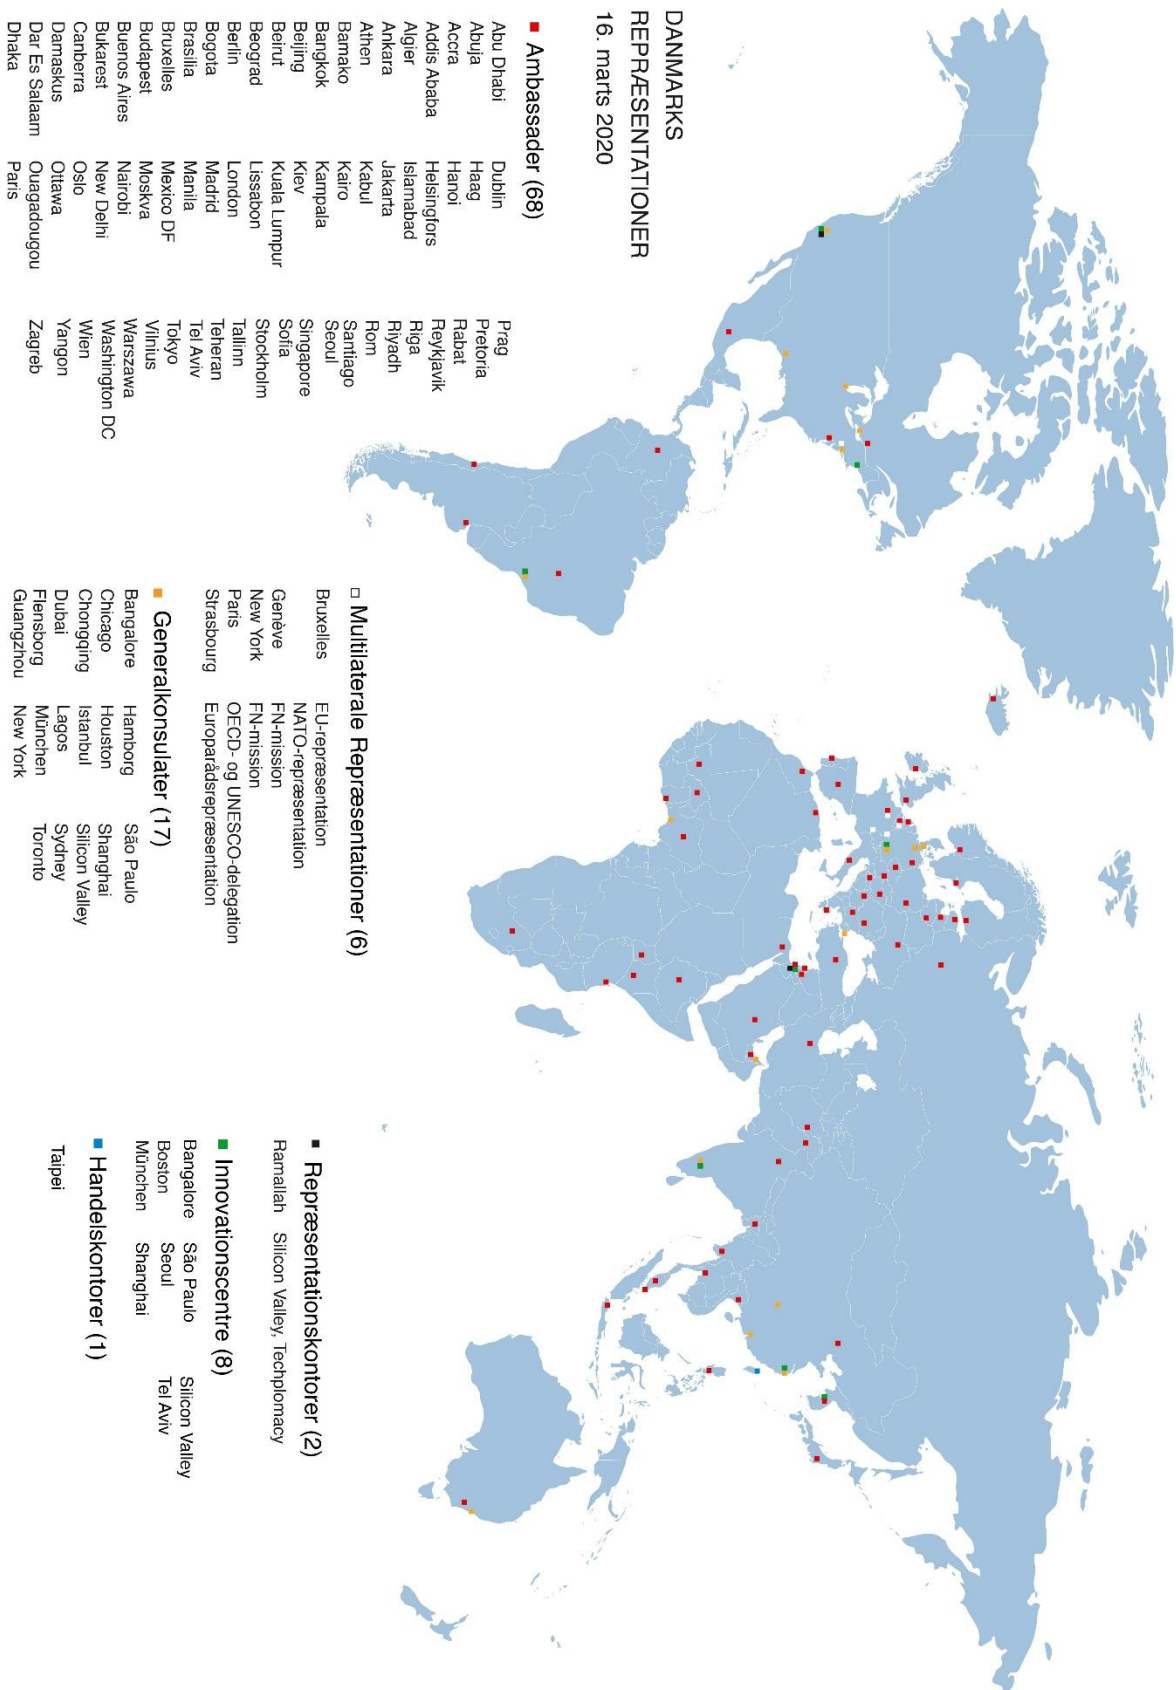 DANMARKS
REPRÆSENTATIONER
16. marts 2020
Ambassader (68)
Abu Dhabi
Abuja
Accra
Addis Ababa
Algier
Ankara
Athen
Bamako
Bangkok
Beijing
Beirut
Beograd
Berlin
Bogota
Brasilia
Bruxelles
Budapest
Buenos Aires
Bukarest
Canberra
Damaskus
Dar Es Salaam
Dhaka
Dublin
Haag
Hanoi
Helsingfors
Islamabad
Jakarta
Kabul
Kairo
Kampala
Kiev
Kuala Lumpur
Lissabon
London
Madrid
Manila
Mexico DF
Moskva
Nairobi
New Delhi
Oslo
Ottawa
Ouagadougou
Paris
Prag
Pretoria
Rabat
Reykjavik
Riga
Riyadh
Rom
Santiago
Seoul
Singapore
Sofia
Stockholm
Tallinn
Teheran
Tel Aviv
Tokyo
Vilnius
Warszawa
Washington DC
Wien
Yangon
Zagreb
Multilaterale Repræsentationer (6)
Bruxelles EU-repræsentation
NATO-repræsentation
Genève FN-mission
New York FN-mission
Paris OECD- og UNESCO-delegation
Strasbourg Europarådsrepræsentation
Generalkonsulater (17)
Bangalore Hamborg São Paulo
Chicago Houston Shanghai
Chongqing Istanbul Silicon Valley
Dubai Lagos Sydney
Flensborg München Toronto
Guangzhou New York
Repræsentationskontorer (2)
Ramallah Silicon Valley, Techplomacy
Innovationscentre (8)
Bangalore São Paulo Silicon Valley
Boston Seoul Tel Aviv
München Shanghai
Handelskontorer (1)
Taipei